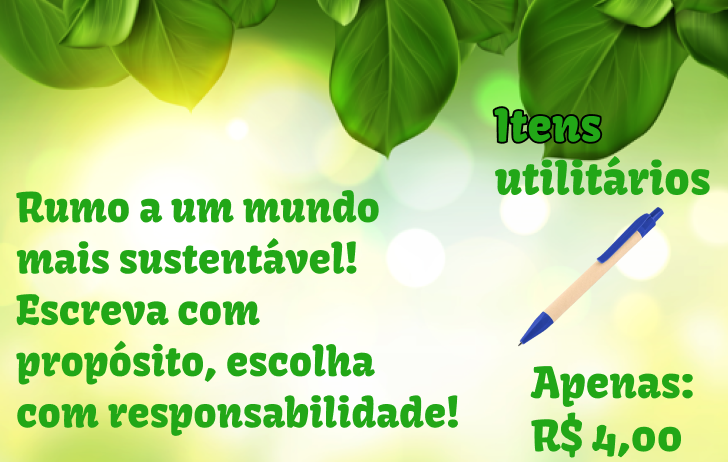 Itens
utilitários
Rumo a um mundo
mais sustentável!
Escreva com
propósito, escolha
com responsabilidade!
Apenas:
R$ 4,00